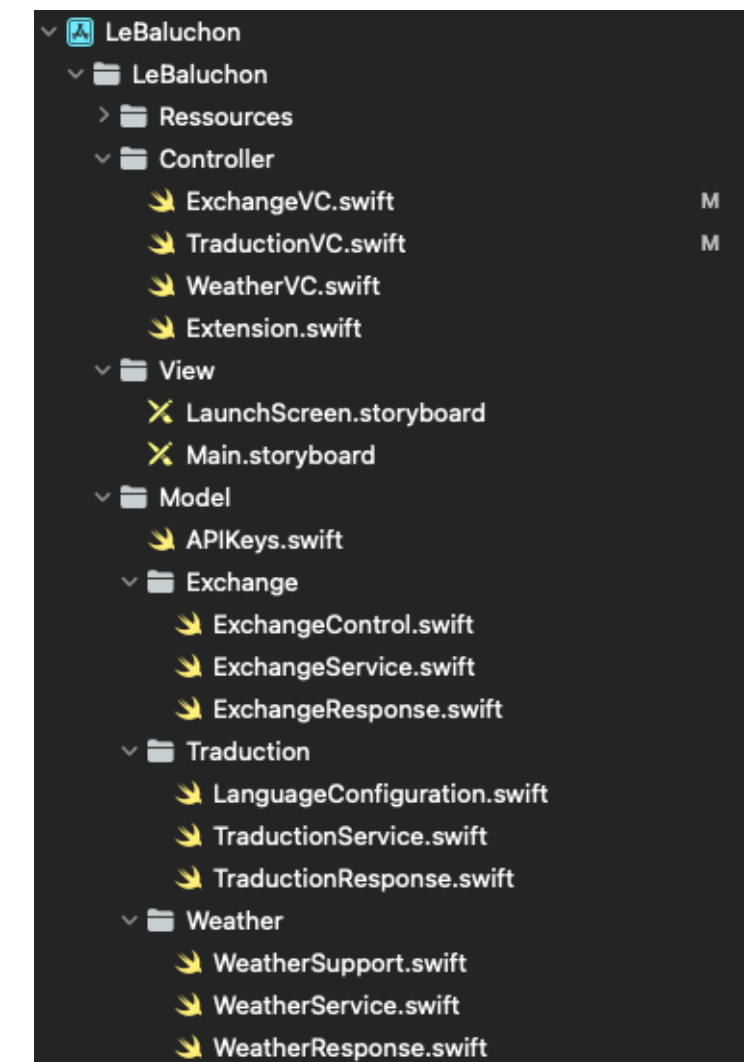 LeBaluchon
LeBaluchon
Ressources
Controller
ExchangeVC.swift M
TraductionVC.swift M
WeatherVC.swift
Extension.swift
View
LaunchScreen.storyboard
Main.storyboard
Model
APIKeys.swift
Exchange
ExchangeControl.swift
ExchangeService.swift
ExchangeResponse.swift
Traduction
LanguageConfiguration.swift
TraductionService.swift
TraductionResponse.swift
Weather
WeatherSupport.swift
WeatherService.swift
WeatherResponse.swift